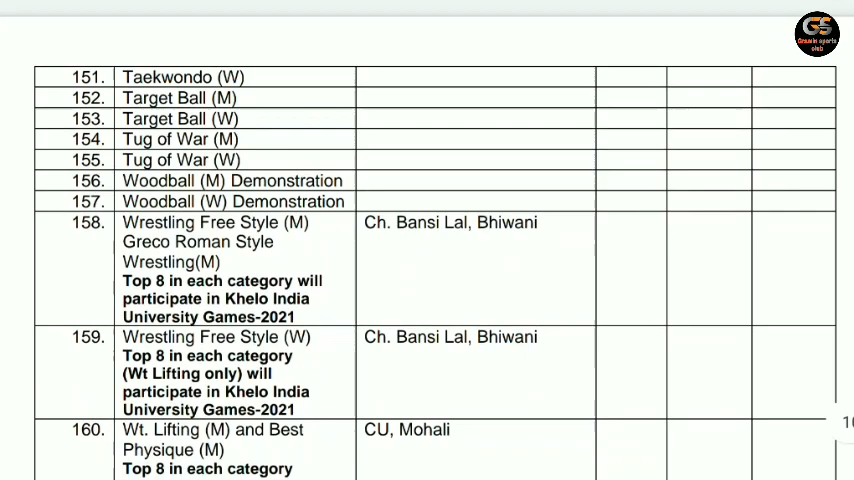 GS
Gramin sports
club
151. Taekwondo (W)
152. Target Ball (M)
153. Target Ball (W)
154. Tug of War (M)
155. Tug of War (W)
156. Woodball (M) Demonstration
157. Woodball (W) Demonstration
158. Wrestling Free Style (M) Ch. Bansi Lal, Bhiwani
Greco Roman Style
Wrestling(M)
Top 8 in each category will
participate in Khelo India
University Games-2021
159. Wrestling Free Style (W) Ch. Bansi Lal, Bhiwani
Top 8 in each category
(Wt Lifting only) will
participate in Khelo India
University Games-2021
160. Wt. Lifting (M) and Best CU, Mohali
Physique (M)
Top 8 in each category